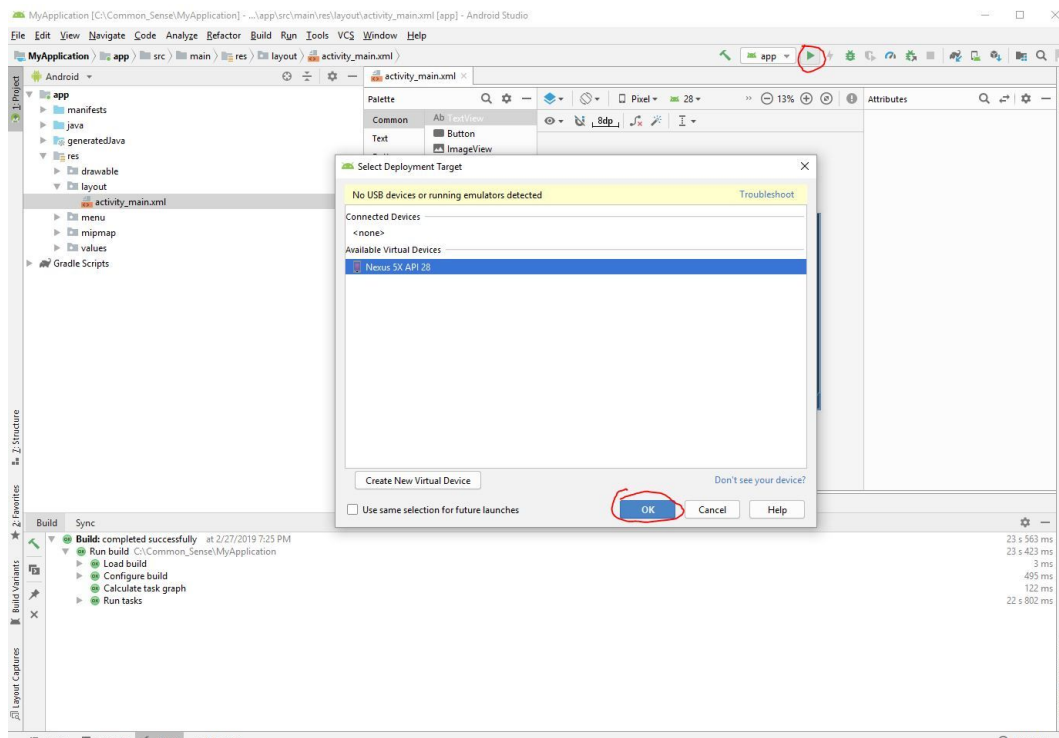 MyApplication [C:\Common_Sense\MyApplication] - ...\app\src\main\res\layout\activity_main.xml [app] - Android Studio
File Edit View Navigate Code Analyze Refactor Build Run Tools VCS Window Help
MyApplication app src main res layout activity_main.xml
app
1: Project
Android
activity_main.xml
app
manifests
java
generatedJava
res
drawable
layout
activity_main.xml
menu
mipmap
values
Gradle Scripts
Palette
Pixel 28
13%
Attributes
Common
Ab TextView
8dp
Text
Button
ImageView
Select Deployment Target
No USB devices or running emulators detected Troubleshoot
Connected Devices
<none>
Available Virtual Devices
Nexus 5X API 28
Create New Virtual Device
Don't see your device?
Use same selection for future launches
OK Cancel Help
Z: Structure
2: Favorites
Build Variants
Layout Captures
Build Sync
Build: completed successfully at 2/27/2019 7:25 PM 23 s 563 ms
Run build C:\Common_Sense\MyApplication 23 s 423 ms
Load build 3 ms
Configure build 495 ms
Calculate task graph 122 ms
Run tasks 22 s 802 ms